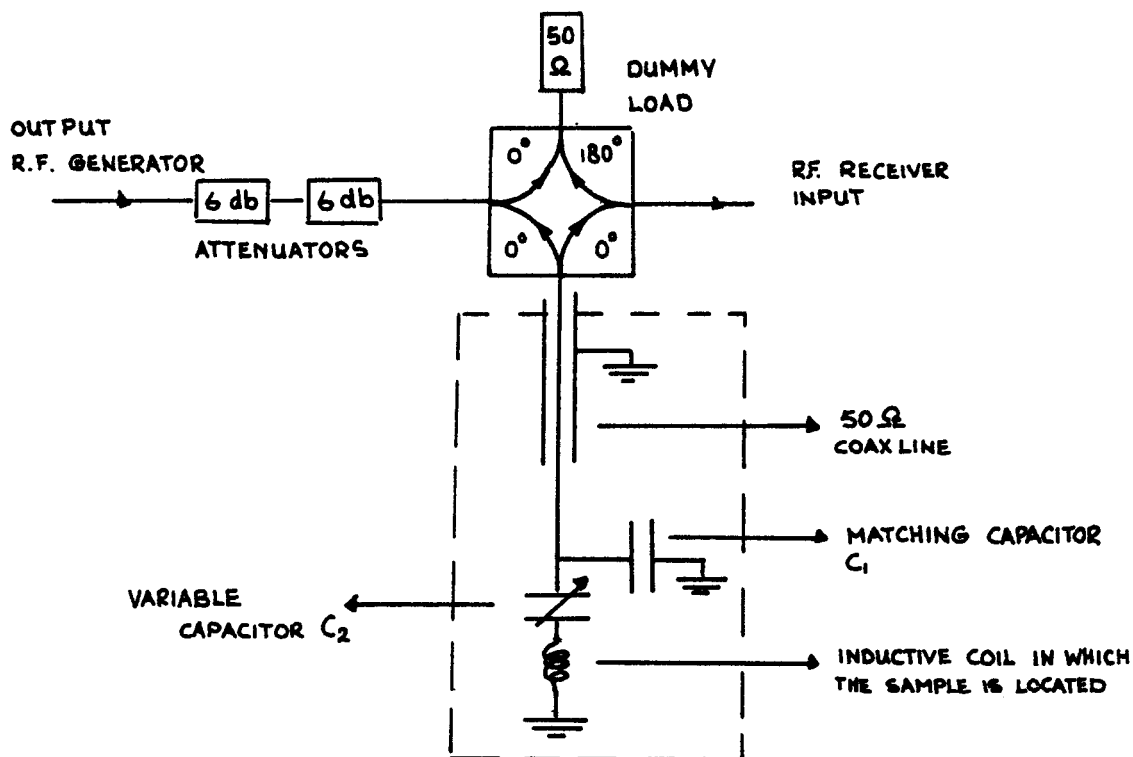 50
Ω
DUMMY
LOAD
OUTPUT
R.F. GENERATOR
0° 180°
R.F. RECEIVER
INPUT
6 db 6 db
ATTENUATORS
0° 0°
50 Ω
COAX LINE
MATCHING CAPACITOR
C1
VARIABLE
CAPACITOR C2
INDUCTIVE COIL IN WHICH
THE SAMPLE IS LOCATED